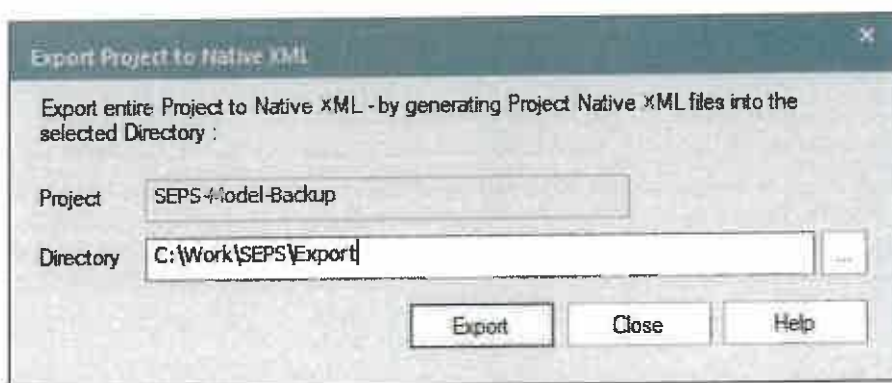 Export Project to Native XML
Export entire Project to Native XML - by generating Project Native XML files into the
selected Directory :
Project SEPS-Model-Backup
Directory C:\Work\SEPS\Export ...
Export Close Help